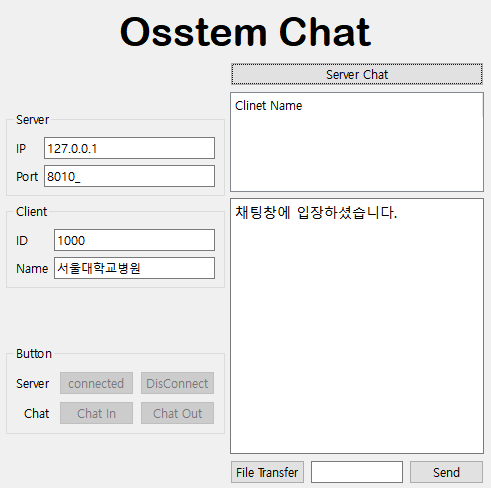 Osstem Chat
Server Chat
Clinet Name
Server
IP 127.0.0.1
Port 8010_
채팅창에 입장하셨습니다.
Client
ID 1000
Name 서울대학교병원
Button
Server connected DisConnect
Chat Chat In Chat Out
File Transfer Send